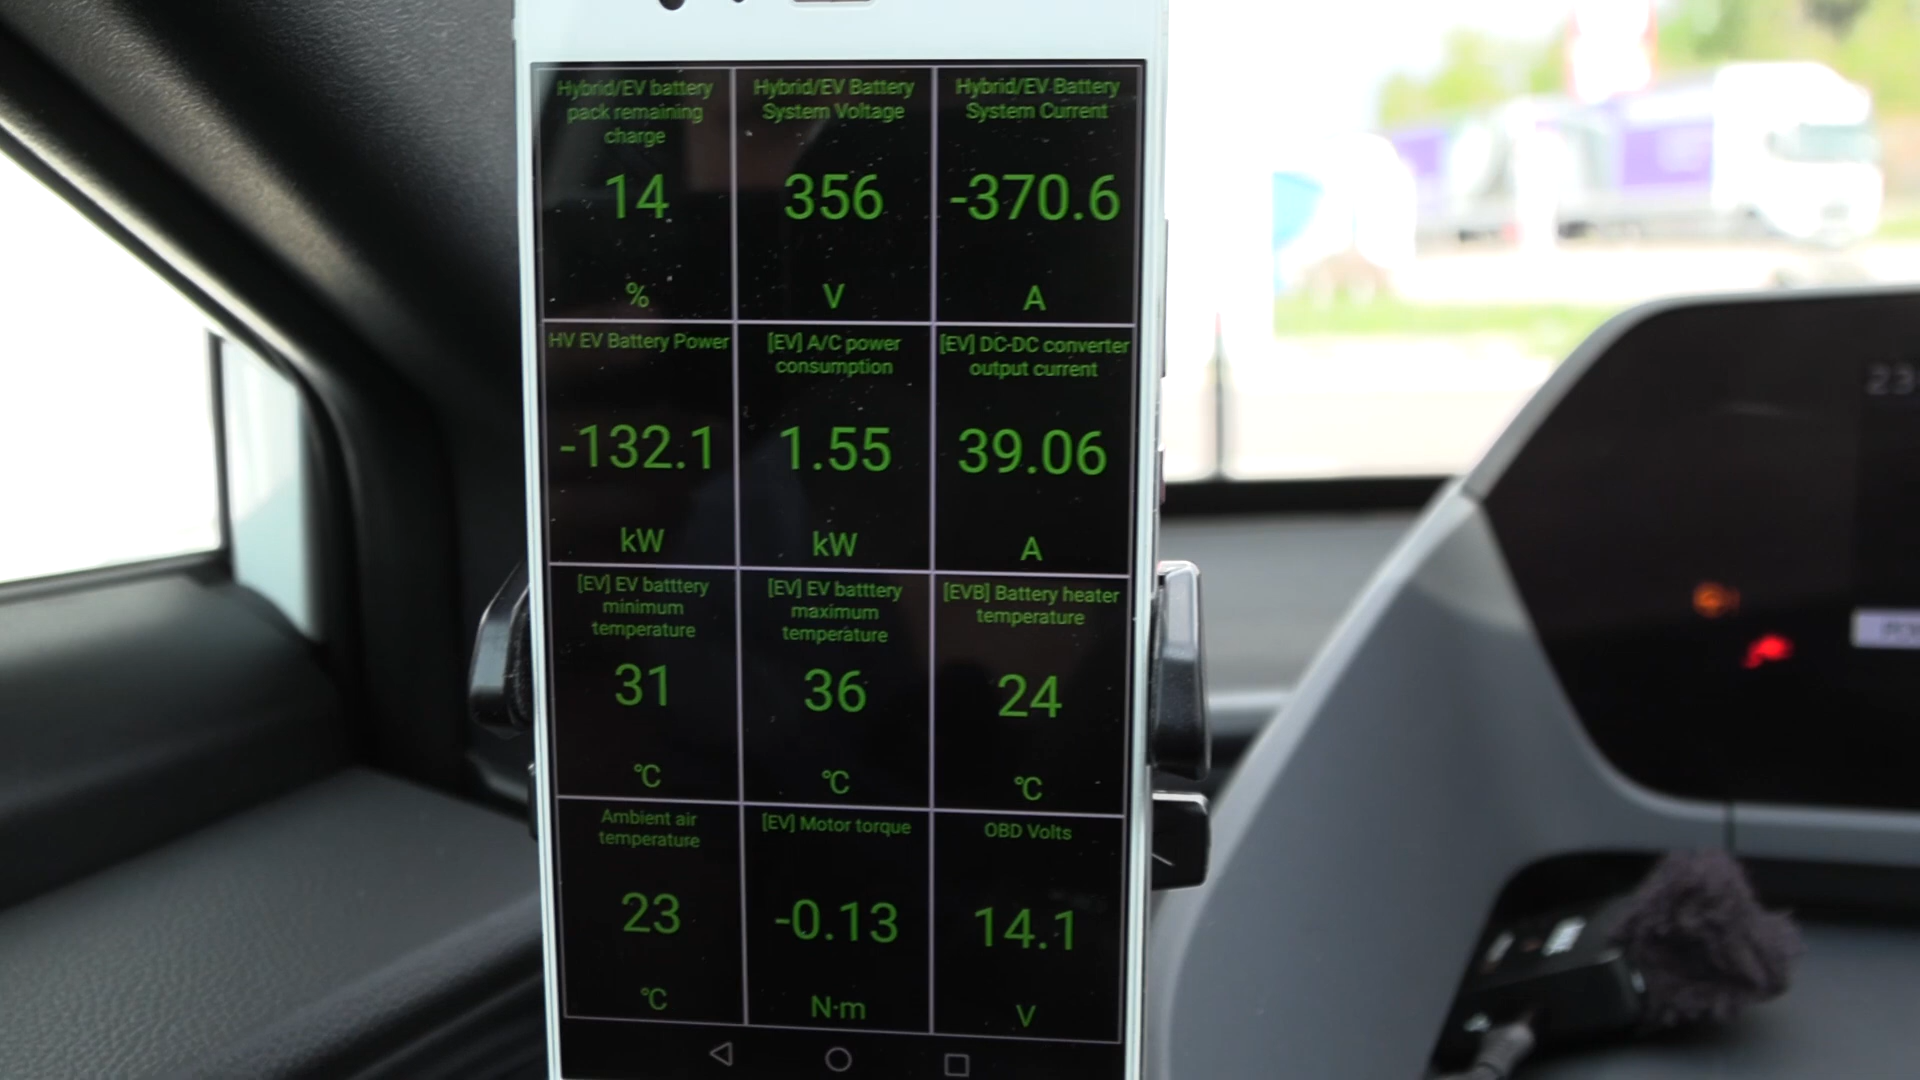 Hybrid/EV battery
pack remaining
charge
14
%
Hybrid/EV Battery
System Voltage
356
V
Hybrid/EV Battery
System Current
-370.6
A
HV EV Battery Power
-132.1
kW
[EV] A/C power
consumption
1.55
kW
[EV] DC-DC converter
output current
39.06
A
[EV] EV batttery
minimum
temperature
31
°C
[EV] EV batttery
maximum
temperature
36
°C
[EVB] Battery heater
temperature
24
°C
Ambient air
temperature
23
°C
[EV] Motor torque
-0.13
N·m
OBD Volts
14.1
V
23